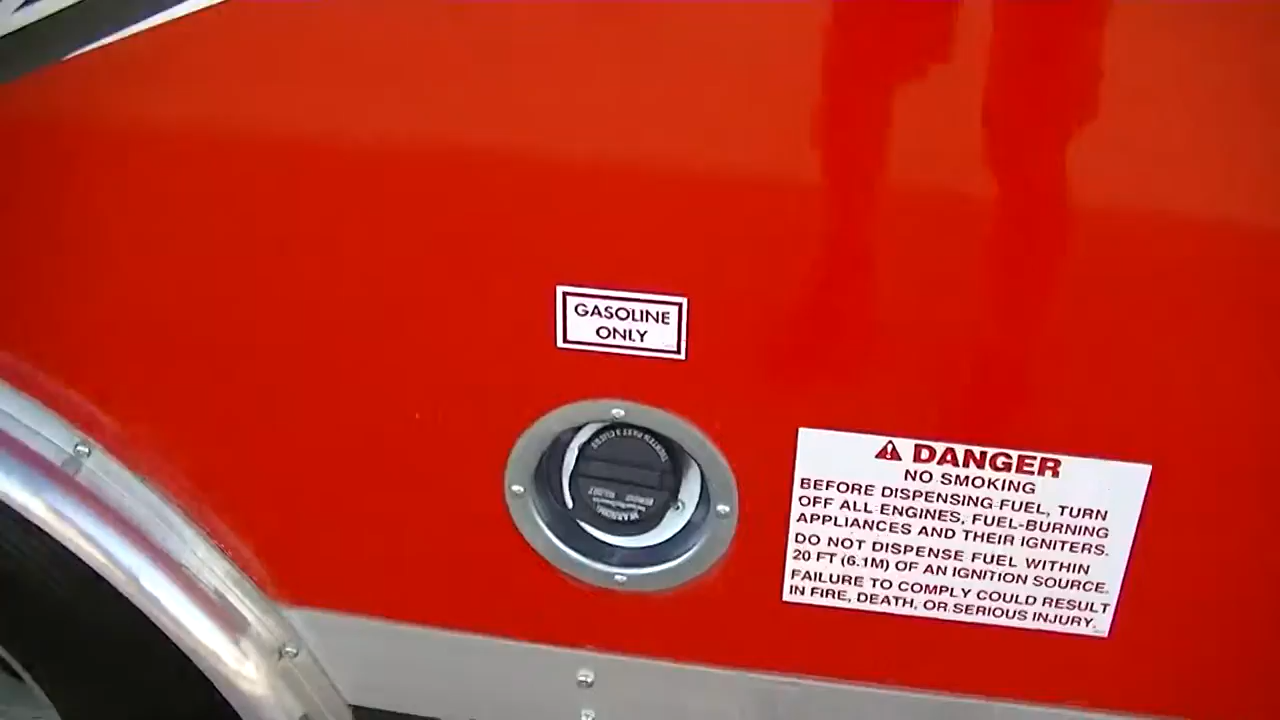 GASOLINE
ONLY
DANGER
NO SMOKING
BEFORE DISPENSING FUEL, TURN
OFF ALL ENGINES, FUEL-BURNING
APPLIANCES AND THEIR IGNITERS.
DO NOT DISPENSE FUEL WITHIN
20 FT (6.1M) OF AN IGNITION SOURCE.
FAILURE TO COMPLY COULD RESULT
IN FIRE, DEATH, OR SERIOUS INJURY.
WARNING